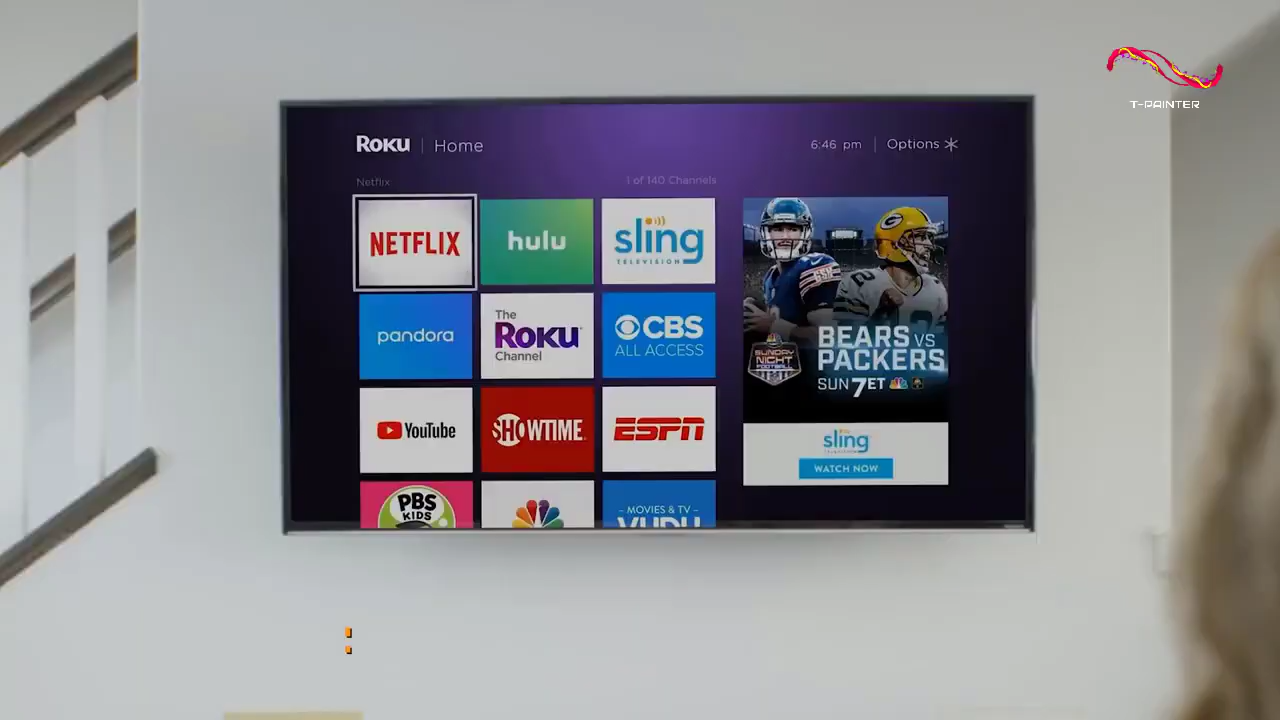 T-PAINTER
Roku | Home
6:46 pm | Options
Netflix
1 of 140 Channels
NETFLIX
hulu
sling
TELEVISION
pandora
The
Roku
Channel
CBS
ALL ACCESS
YouTube
SHOWTIME
ESPN
PBS
KIDS
- MOVIES & TV -
VUDU
SUNDAY
NIGHT
FOOTBALL
BEARS VS
PACKERS
SUN 7ET
sling
TELEVISION
WATCH NOW
: